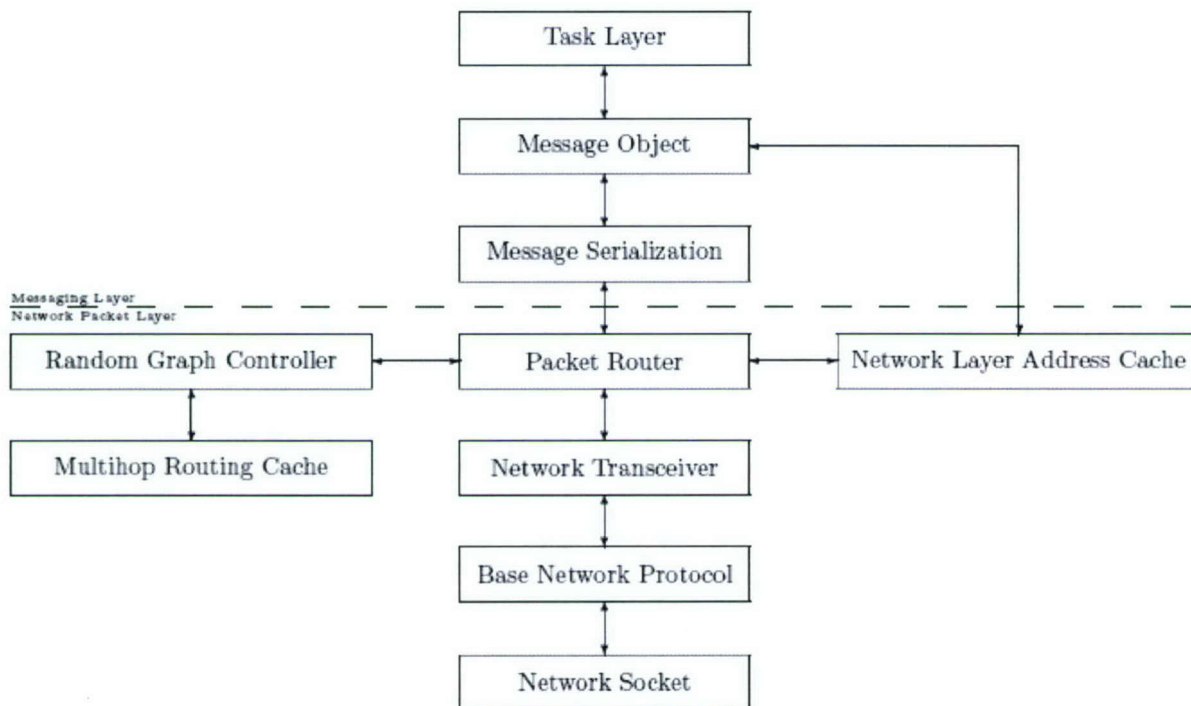 Task Layer
Message Object
Message Serialization
Messaging Layer
Network Packet Layer
Random Graph Controller
Packet Router
Network Layer Address Cache
Multihop Routing Cache
Network Transceiver
Base Network Protocol
Network Socket